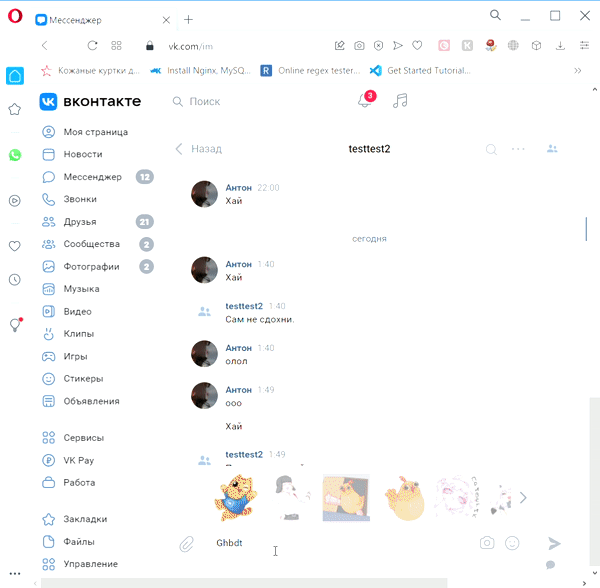 Мессенджер
vk.com/im
Кожаные куртки д...
Install Nginx, MySQ...
Online regex tester...
Get Started Tutorial...
вконтакте
Поиск
3
Моя страница
Новости
Мессенджер 12
Звонки
Друзья 21
Сообщества 2
Фотографии 2
Музыка
Видео
Клипы
Игры
Стикеры
Объявления
Сервисы
VK Pay
Работа
Закладки
Файлы
Управление
Назад
testtest2
Антон 22:00
Хай
сегодня
Антон 1:40
Хай
testtest2 1:40
Сам не сдохни.
Антон 1:40
олол
Антон 1:49
ооо
Хай
testtest2 1:49
Ghbdt